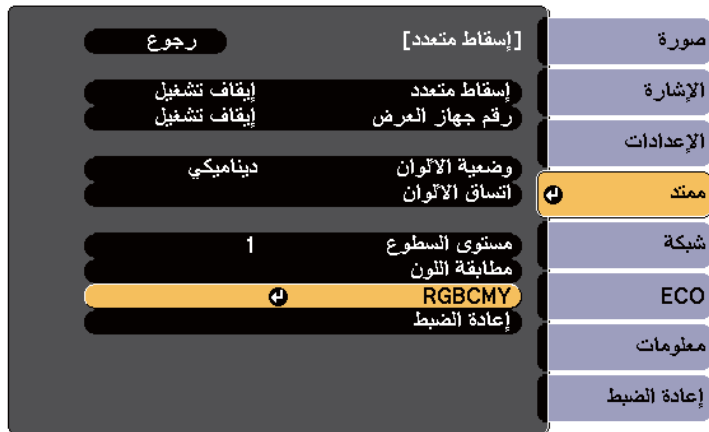 صورة
الإشارة
الإعدادات
ممتد
شبكة
ECO
معلومات
إعادة الضبط
[إسقاط متعدد] رجوع
إسقاط متعدد إيقاف تشغيل
رقم جهاز العرض إيقاف تشغيل
وضعية الألوان ديناميكي
اتساق الألوان
مستوى السطوع 1
مطابقة اللون
RGBCMY
إعادة الضبط